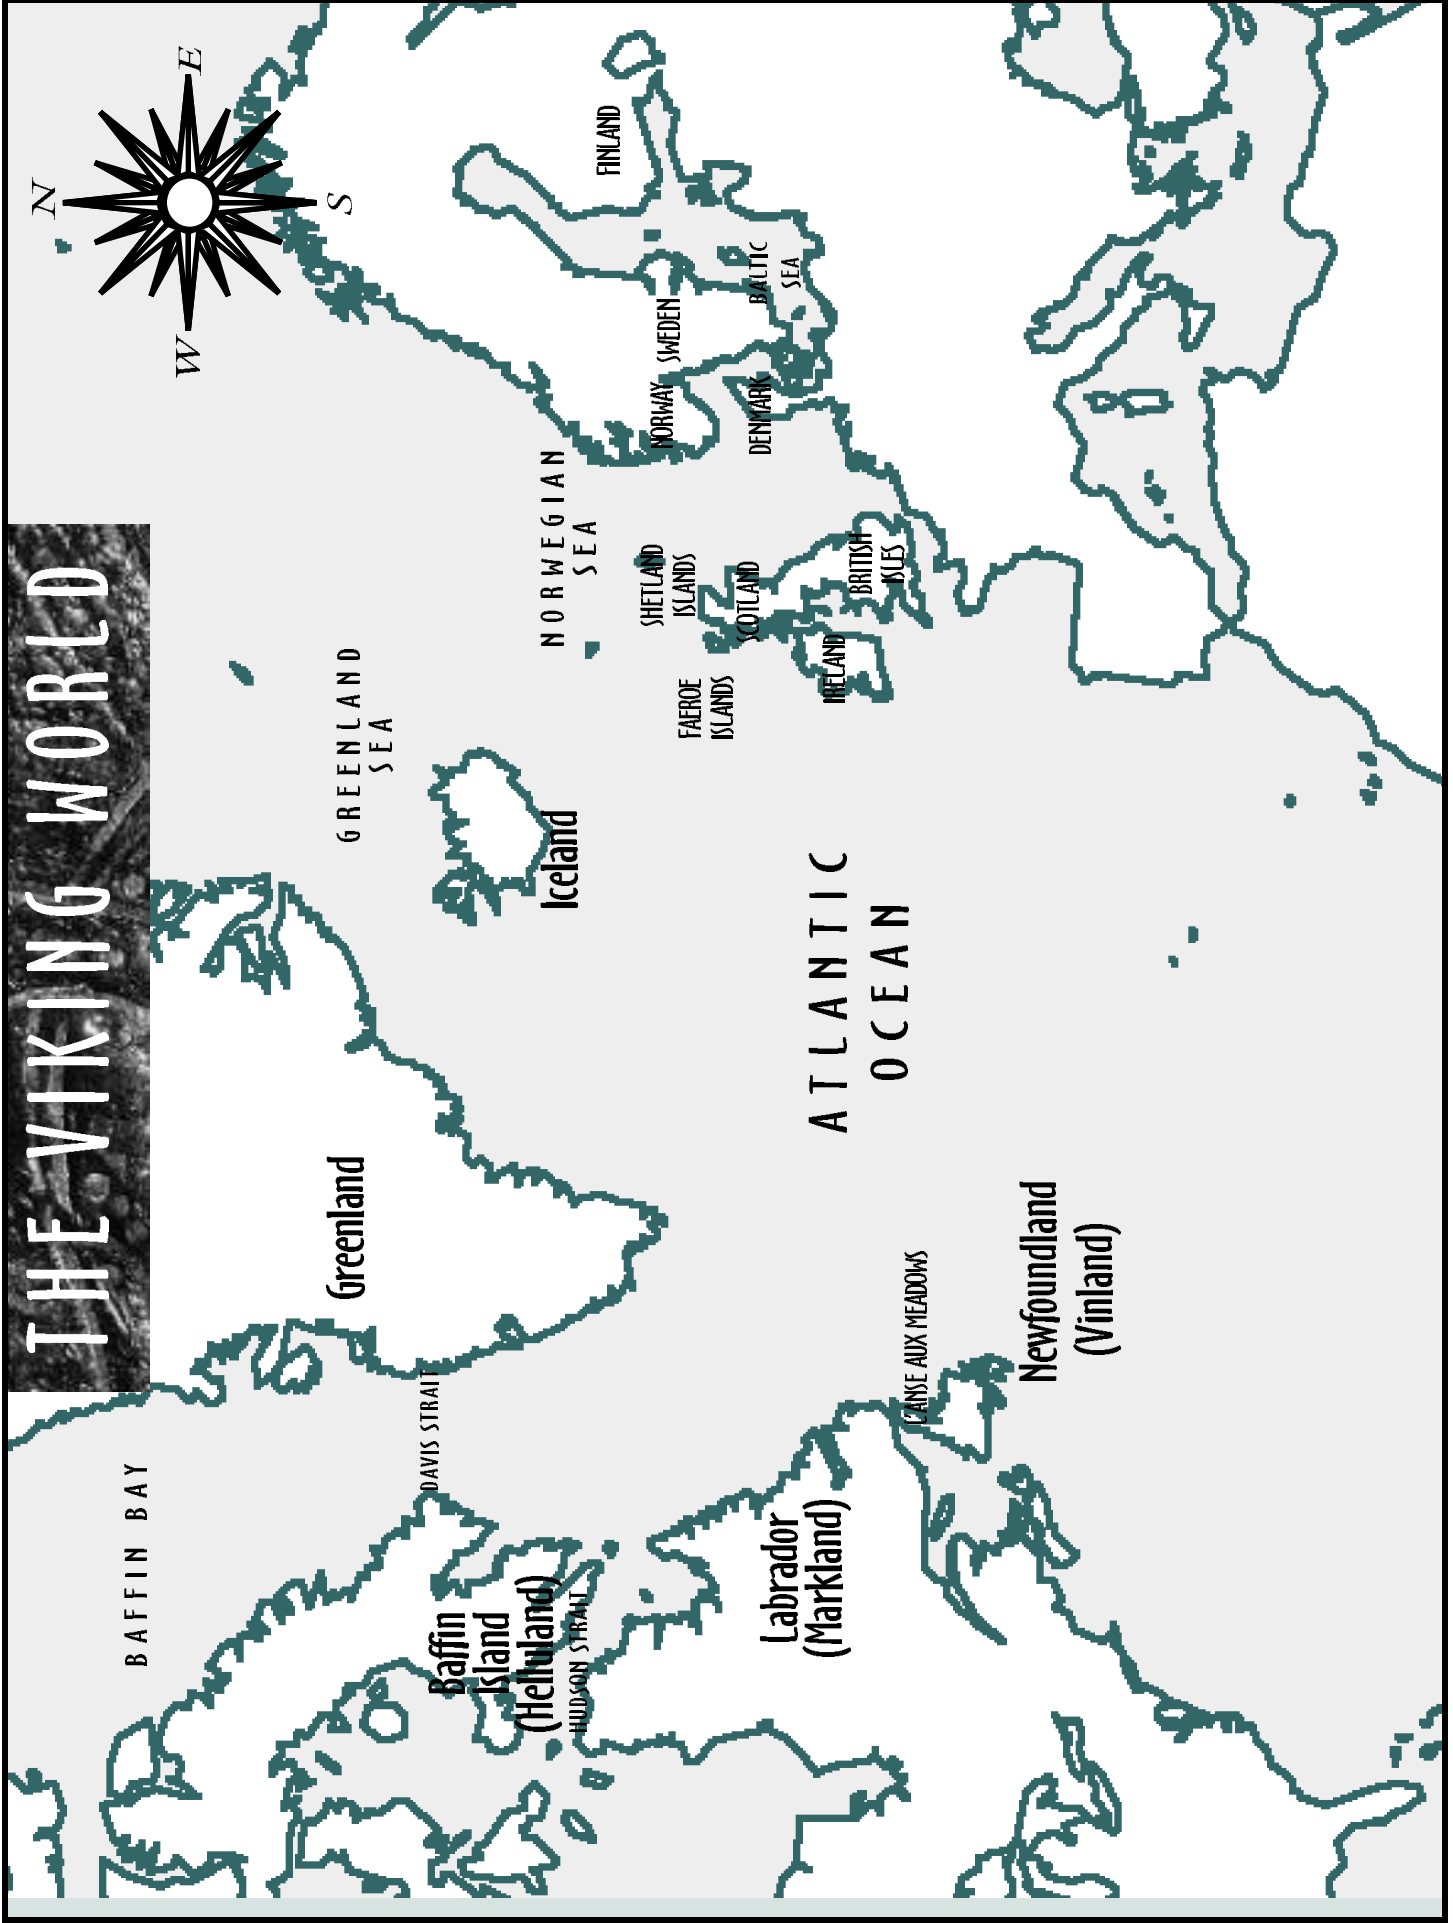 THE VIKING WORLD
N
E
S
W
BAFFIN BAY
DAVIS STRAIT
Greenland
GREENLAND
SEA
Iceland
NORWEGIAN
SEA
FINLAND
SWEDEN
NORWAY
BALTIC
SEA
DENMARK
SHETLAND
ISLANDS
FAEROE
ISLANDS
SCOTLAND
IRELAND
BRITISH
ISLES
Baffin
Island
(Helluland)
HUDSON STRAIT
Labrador
(Markland)
L'ANSE AUX MEADOWS
Newfoundland
(Vinland)
ATLANTIC
OCEAN